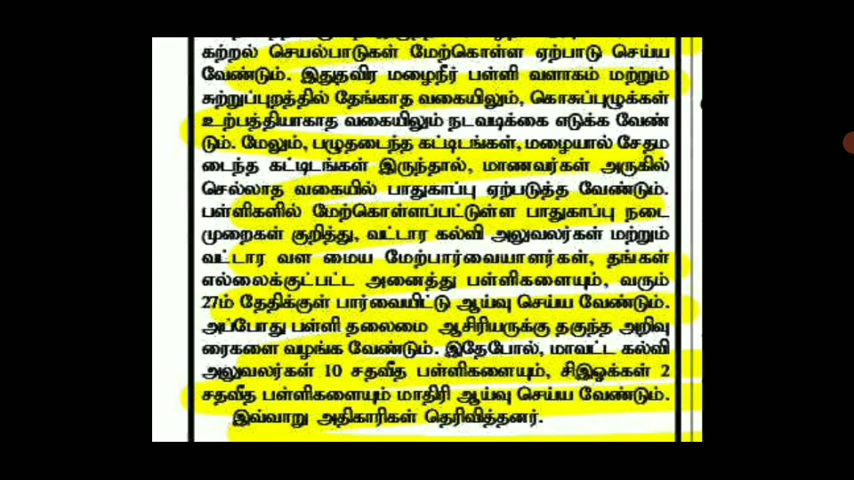 கற்றல் செயல்பாடுகள் மேற்கொள்ள ஏற்பாடு செய்ய
வேண்டும். இதுதவிர மழைநீர் பள்ளி வளாகம் மற்றும்
சுற்றுப்புறத்தில் தேங்காத வகையிலும், கொசுப்புழுக்கள்
உற்பத்தியாகாத வகையிலும் நடவடிக்கை எடுக்க வேண்
டும். மேலும், பழுதடைந்த கட்டிடங்கள், மழையால் சேதம
டைந்த கட்டிடங்கள் இருந்தால், மாணவர்கள் அருகில்
செல்லாத வகையில் பாதுகாப்பு ஏற்படுத்த வேண்டும்.
பள்ளிகளில் மேற்கொள்ளப்பட்டுள்ள பாதுகாப்பு நடை
முறைகள் குறித்து, வட்டார கல்வி அலுவலர்கள் மற்றும்
வட்டார வள மைய மேற்பார்வையாளர்கள், தங்கள்
எல்லைக்குட்பட்ட அனைத்து பள்ளிகளையும், வரும்
27ம் தேதிக்குள் பார்வையிட்டு ஆய்வு செய்ய வேண்டும்.
அப்போது பள்ளி தலைமை ஆசிரியருக்கு தகுந்த அறிவு
ரைகளை வழங்க வேண்டும். இதேபோல், மாவட்ட கல்வி
அலுவலர்கள் 10 சதவீத பள்ளிகளையும், சிஇஓக்கள் 2
சதவீத பள்ளிகளையும் மாதிரி ஆய்வு செய்ய வேண்டும்.
இவ்வாறு அதிகாரிகள் தெரிவித்தனர்.